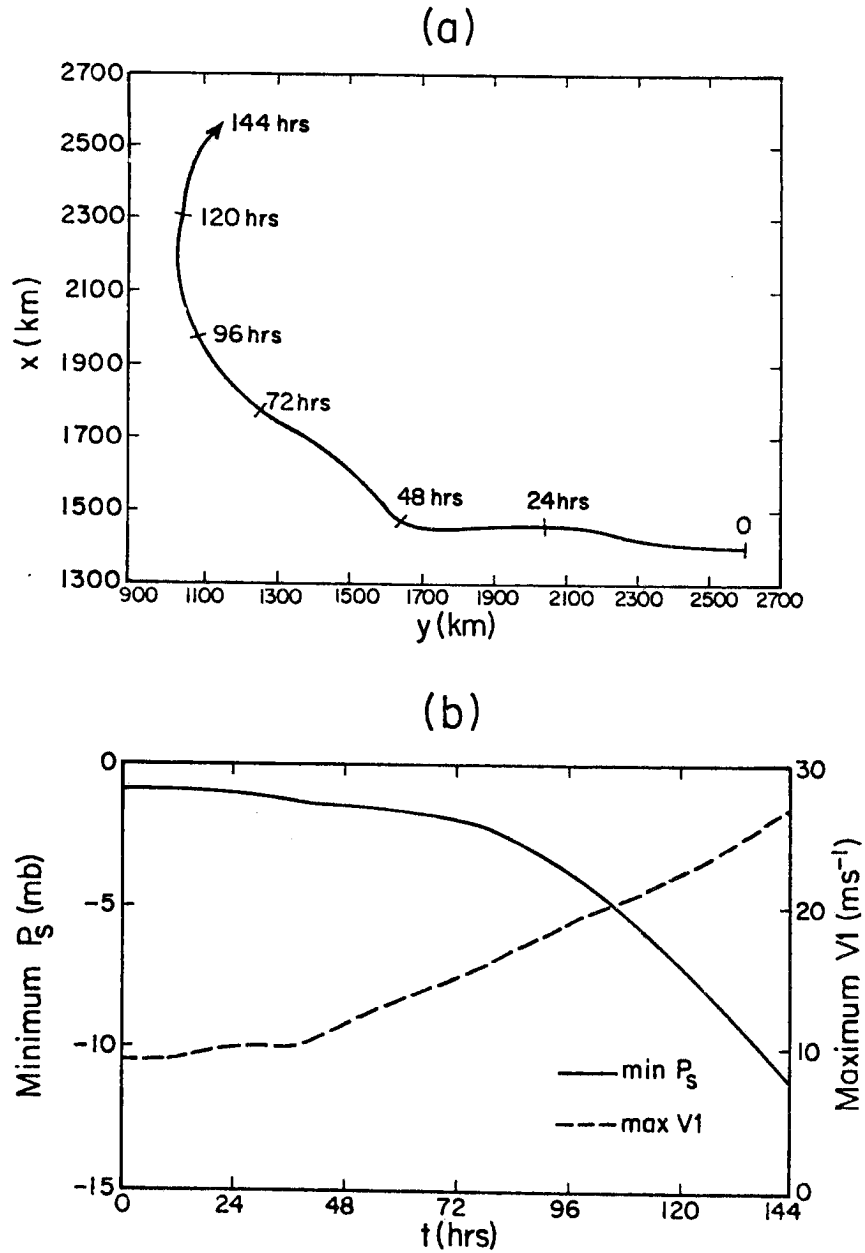 (a)
2700
2500
2300
2100
1900
1700
1500
1300
x (km)
144 hrs
120 hrs
96 hrs
72 hrs
48 hrs
24 hrs
0
900 1100 1300 1500 1700 1900 2100 2300 2500 2700
y (km)
(b)
0
-5
-10
-15
Minimum Ps (mb)
30
20
10
0
Maximum V1 (ms⁻¹)
min Ps
max V1
0 24 48 72 96 120 144
t (hrs)